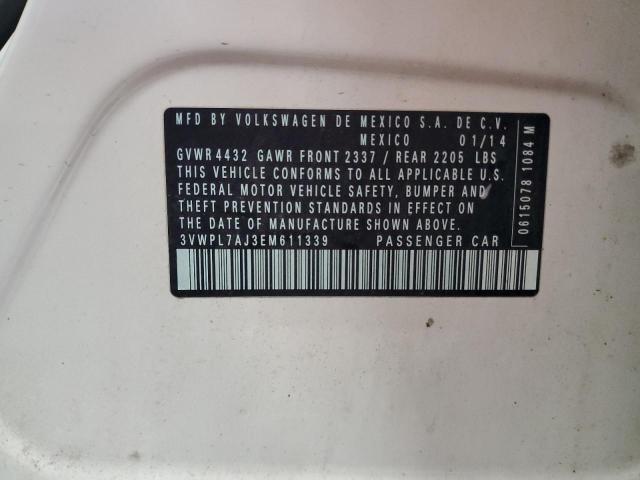 MFD BY VOLKSWAGEN DE MEXICO S.A. DE C.V.
MEXICO 01/14
GVWR 4432 GAWR FRONT 2337 / REAR 2205 LBS
THIS VEHICLE CONFORMS TO ALL APPLICABLE U.S.
FEDERAL MOTOR VEHICLE SAFETY, BUMPER AND
THEFT PREVENTION STANDARDS IN EFFECT ON
THE DATE OF MANUFACTURE SHOWN ABOVE.
3VWPL7AJ3EM611339 PASSENGER CAR
0615078 1084 M